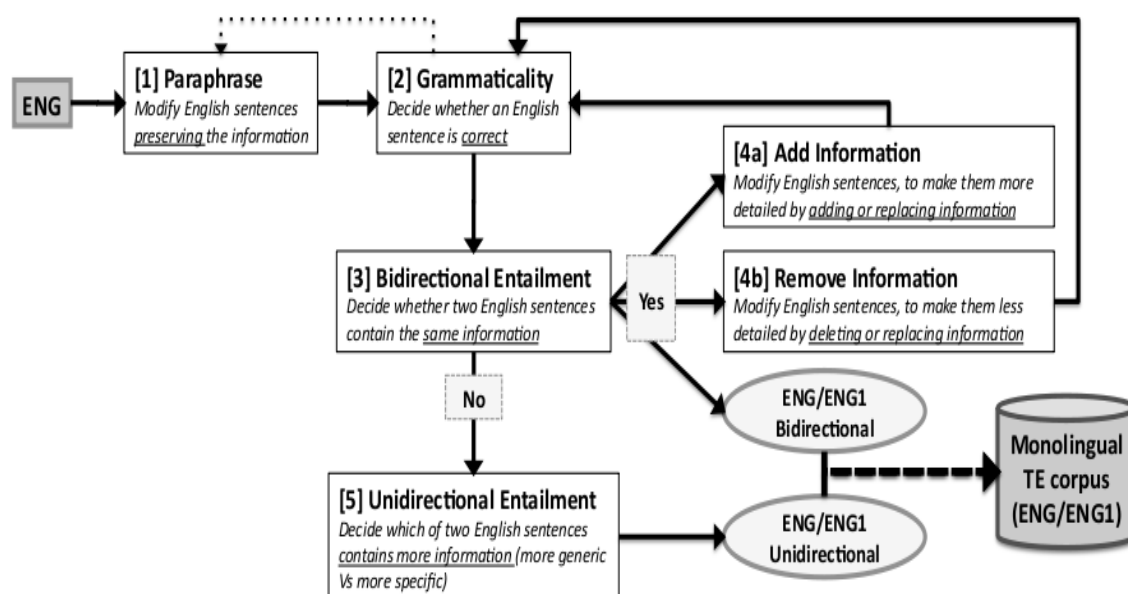 ENG
[1] Paraphrase
Modify English sentences
preserving the information
[2] Grammaticality
Decide whether an English
sentence is correct
[4a] Add Information
Modify English sentences, to make them more
detailed by adding or replacing information
[3] Bidirectional Entailment
Decide whether two English sentences
contain the same information
Yes
[4b] Remove Information
Modify English sentences, to make them less
detailed by deleting or replacing information
No
ENG/ENG1
Bidirectional
Monolingual
TE corpus
(ENG/ENG1)
[5] Unidirectional Entailment
Decide which of two English sentences
contains more information (more generic
Vs more specific)
ENG/ENG1
Unidirectional